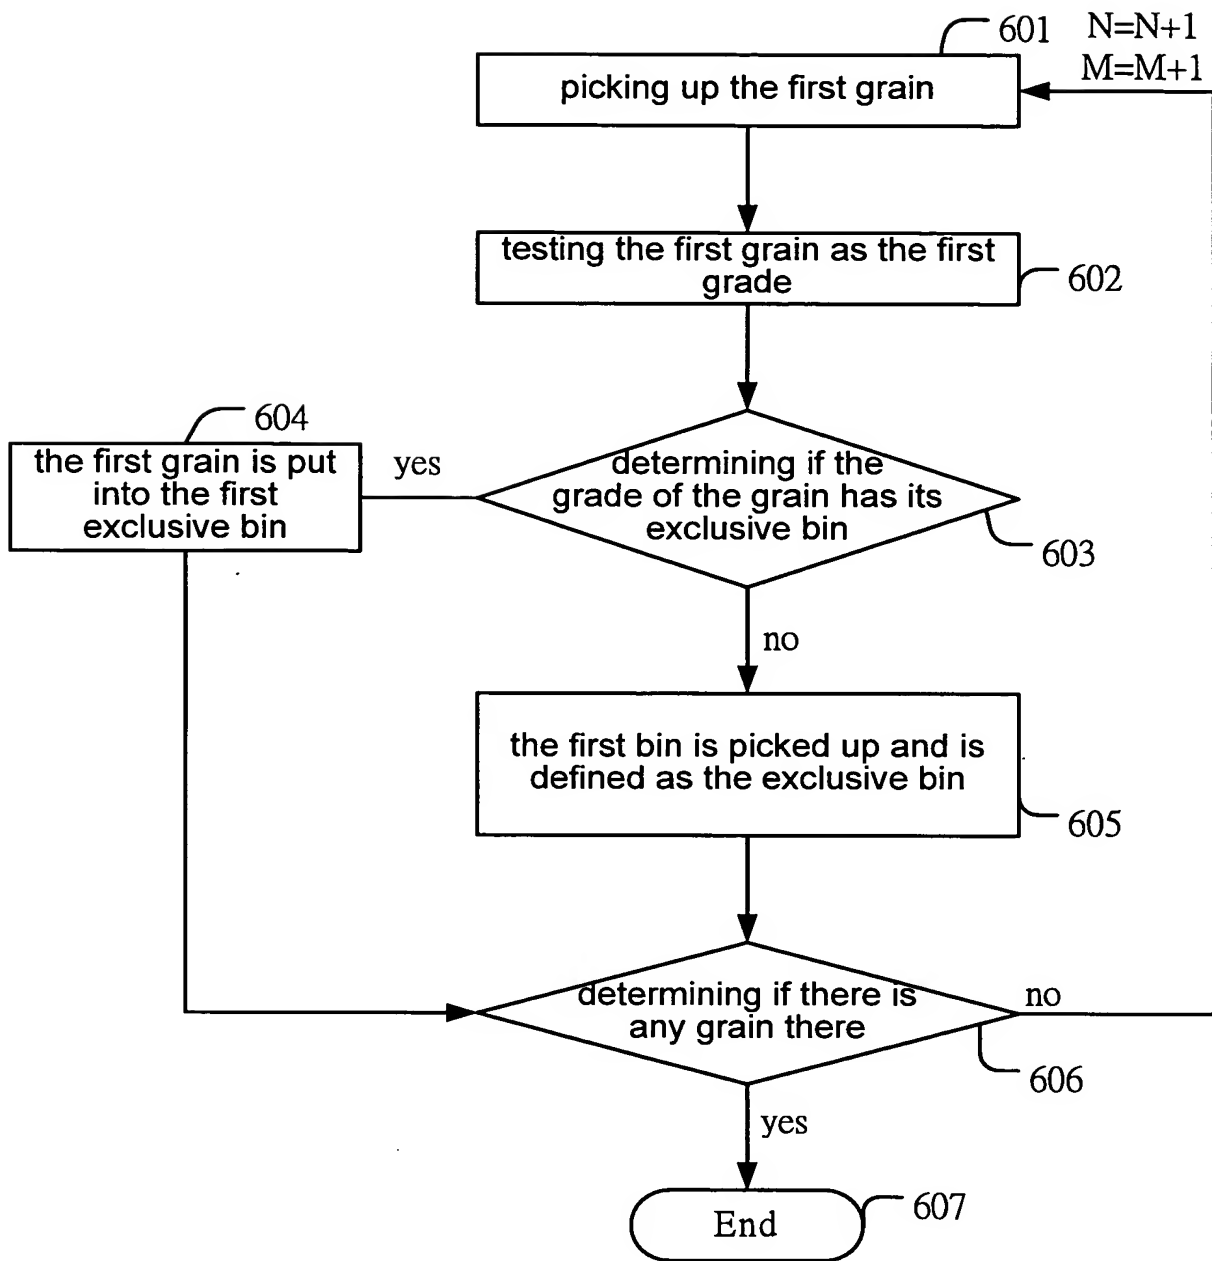 601
N=N+1
M=M+1
picking up the first grain
testing the first grain as the first
grade
602
604
the first grain is put
into the first
exclusive bin
yes
determining if the
grade of the grain has its
exclusive bin
603
no
the first bin is picked up and is
defined as the exclusive bin
605
determining if there is
any grain there
no
606
yes
End
607